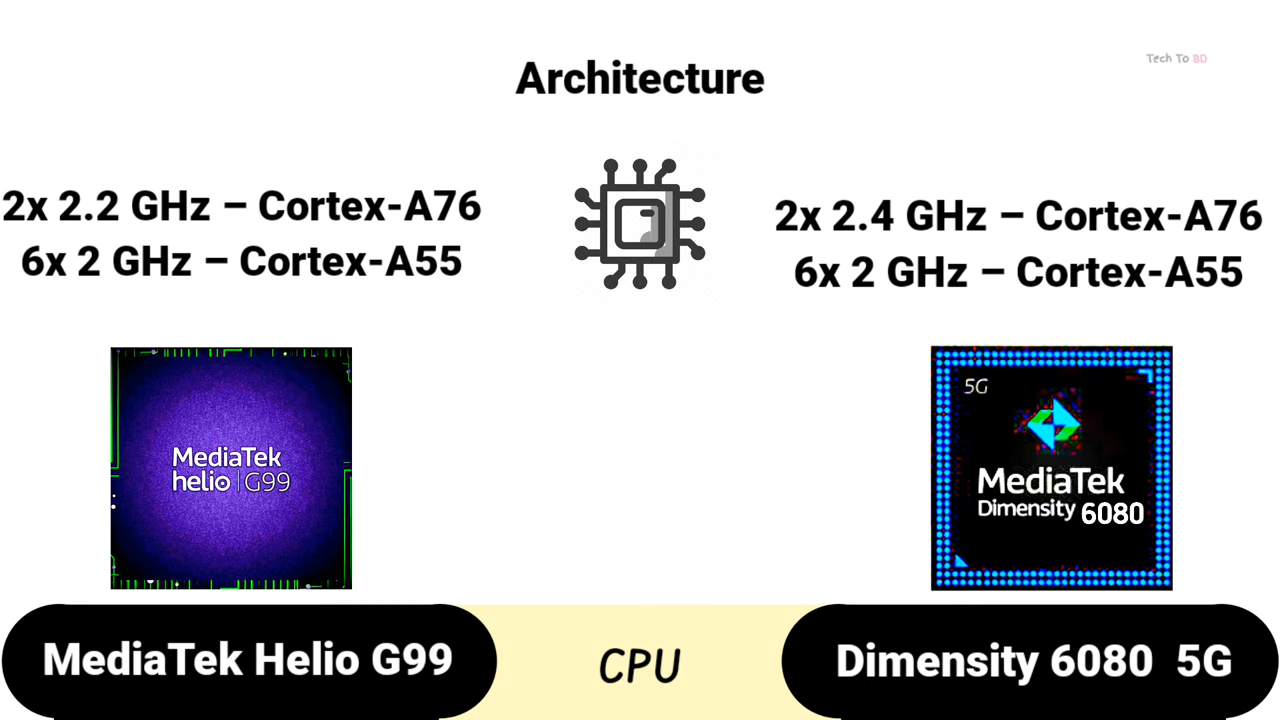 Tech To BD
Architecture
2x 2.2 GHz – Cortex-A76
6x 2 GHz – Cortex-A55
2x 2.4 GHz – Cortex-A76
6x 2 GHz – Cortex-A55
MediaTek
helio | G99
5G
MediaTek
Dimensity 6080
MediaTek Helio G99
CPU
Dimensity 6080 5G